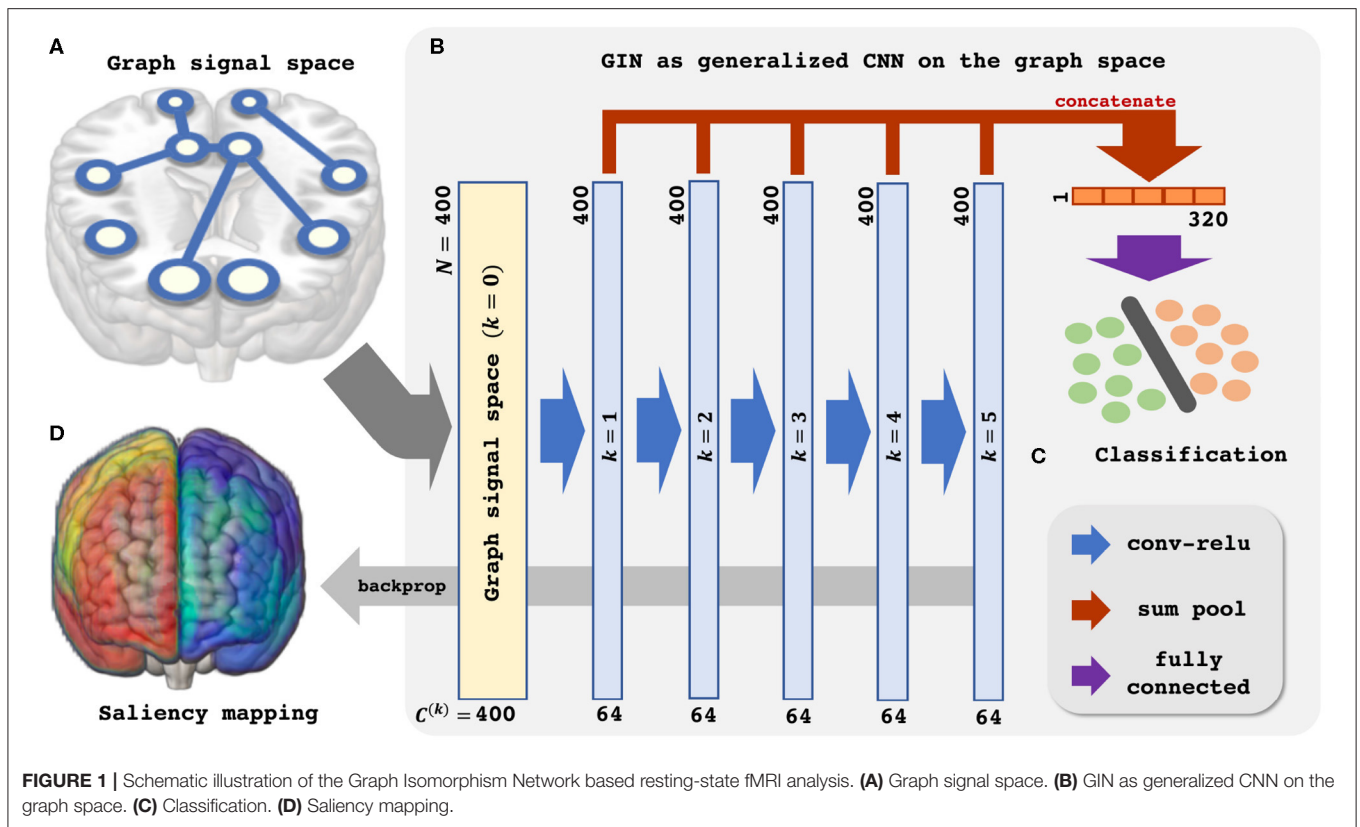 A
Graph signal space
B
GIN as generalized CNN on the graph space
concatenate
N = 400
400
400
400
400
400
1
320
Graph signal space (k = 0)
k = 1
k = 2
k = 3
k = 4
k = 5
C Classification
D
backprop
conv-relu
sum pool
fully
connected
Saliency mapping
C(k) = 400
64
64
64
64
64
FIGURE 1 | Schematic illustration of the Graph Isomorphism Network based resting-state fMRI analysis. (A) Graph signal space. (B) GIN as generalized CNN on the
graph space. (C) Classification. (D) Saliency mapping.